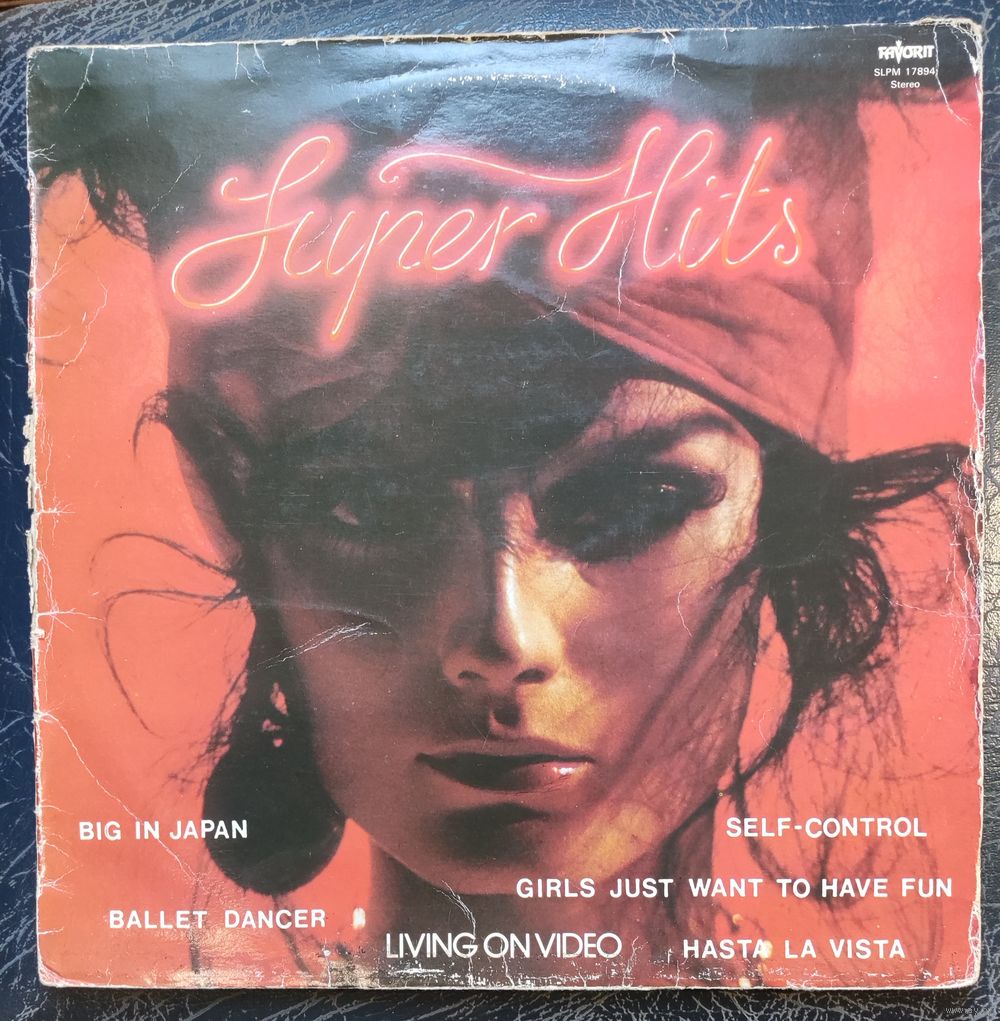 FAVORIT
SLPM 17894
Stereo
Super Hits
BIG IN JAPAN
SELF-CONTROL
GIRLS JUST WANT TO HAVE FUN
BALLET DANCER
LIVING ON VIDEO
HASTA LA VISTA